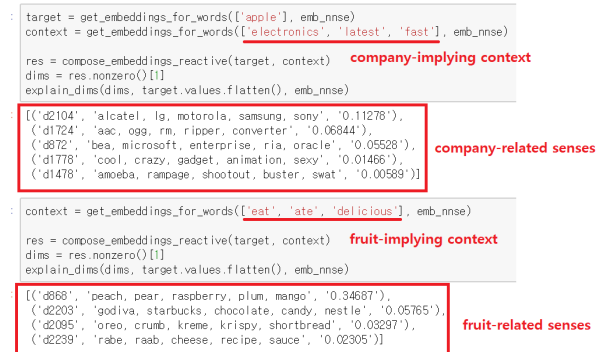 : target = get_embeddings_for_words(['apple'], emb_nnse)
context = get_embeddings_for_words(['electronics', 'latest', 'fast'], emb_nnse)
res = compose_embeddings_reactive(target, context) company-implying context
dims = res.nonzero()[1]
explain_dims(dims, target.values.flatten(), emb_nnse)
: [('d2104', 'alcatel, lg, motorola, samsung, sony', '0.11278'),
('d1724', 'aac, ogg, rm, ripper, converter', '0.06844'),
('d872', 'bea, microsoft, enterprise, ria, oracle', '0.05528'), company-related senses
('d1778', 'cool, crazy, gadget, animation, sexy', '0.01466'),
('d1478', 'amoeba, rampage, shootout, buster, swat', '0.00589')]
: context = get_embeddings_for_words(['eat', 'ate', 'delicious'], emb_nnse)
res = compose_embeddings_reactive(target, context) fruit-implying context
dims = res.nonzero()[1]
explain_dims(dims, target.values.flatten(), emb_nnse)
: [('d868', 'peach, pear, raspberry, plum, mango', '0.34687'),
('d2203', 'godiva, starbucks, chocolate, candy, nestle', '0.05765'),
('d2095', 'oreo, crumb, kreme, krispy, shortbread', '0.03297'), fruit-related senses
('d2239', 'rabe, raab, cheese, recipe, sauce', '0.02305')]